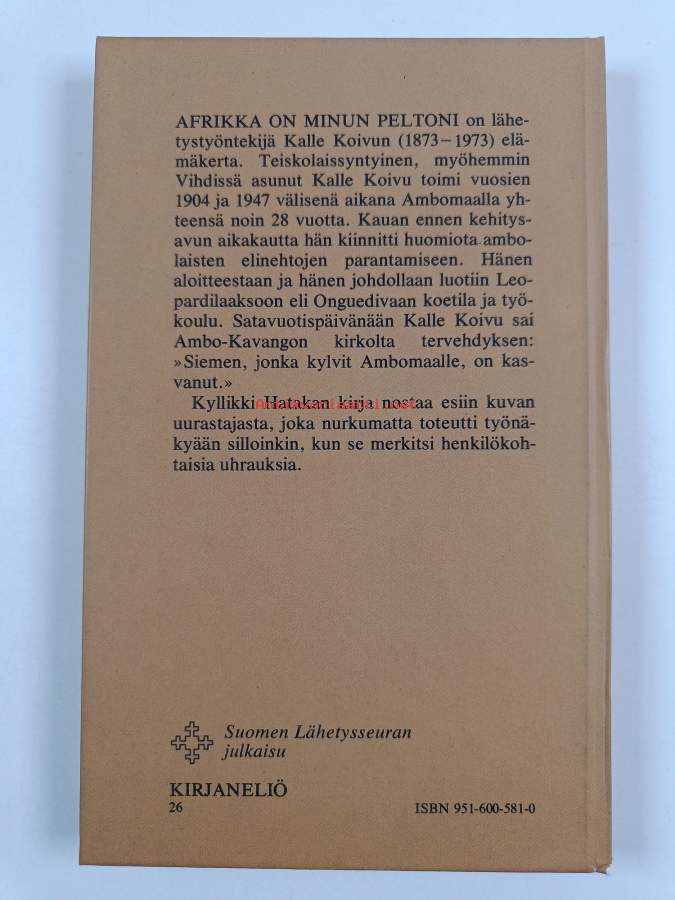 AFRIKKA ON MINUN PELTONI on lähe-
tystyöntekijä Kalle Koivun (1873–1973) elä-
mäkerta. Teiskolaissyntyinen, myöhemmin
Vihdissä asunut Kalle Koivu toimi vuosien
1904 ja 1947 välisenä aikana Ambomaalla yh-
teensä noin 28 vuotta. Kauan ennen kehitys-
avun aikakautta hän kiinnitti huomiota ambo-
laisten elinehtojen parantamiseen. Hänen
aloitteestaan ja hänen johdollaan luotiin Leo-
pardilaaksoon eli Onguedivaan koetila ja työ-
koulu. Satavuotispäivänään Kalle Koivu sai
Ambo-Kavangon kirkolta tervehdyksen:
»Siemen, jonka kylvit Ambomaalle, on kas-
vanut.»
Kyllikki Hatakan kirja nostaa esiin kuvan
uurastajasta, joka nurkumatta toteutti työnä-
kyään silloinkin, kun se merkitsi henkilökoh-
taisia uhrauksia.
Suomen Lähetysseuran
julkaisu
KIRJANELIÖ
26
ISBN 951-600-581-0